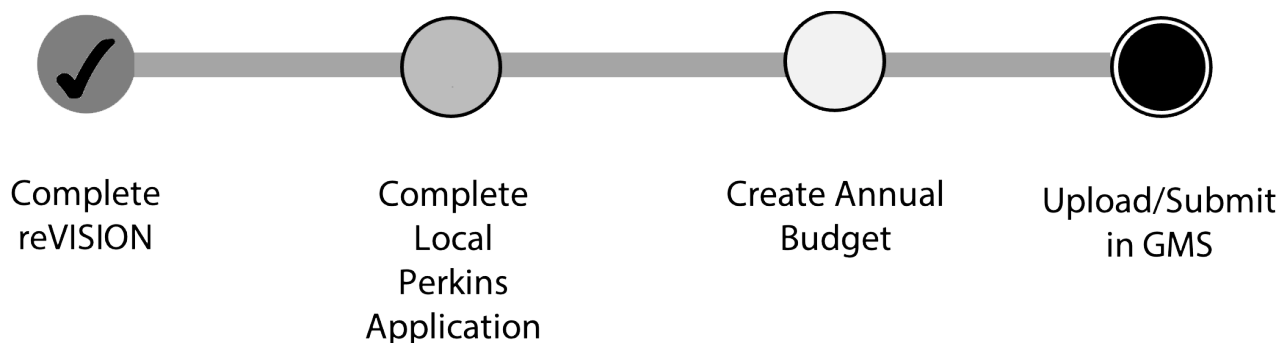 Complete
reVISION
Complete
Local
Perkins
Application
Create Annual
Budget
Upload/Submit
in GMS